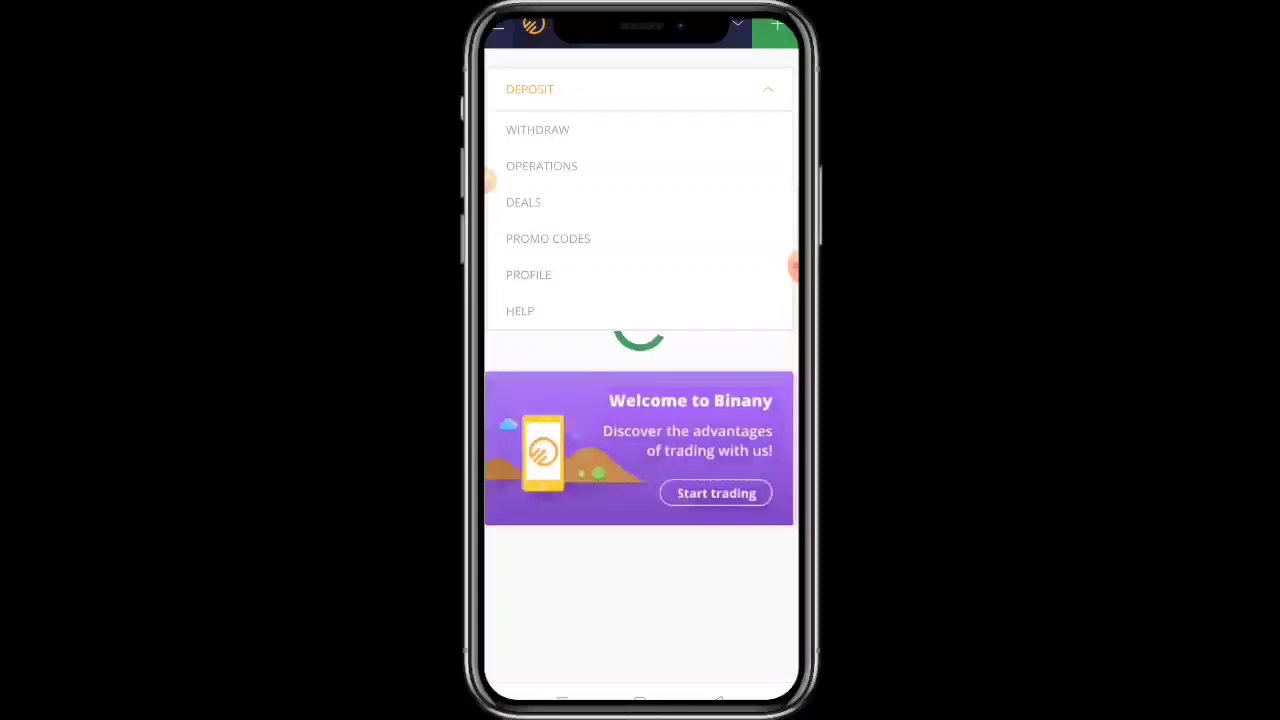 DEPOSIT
WITHDRAW
OPERATIONS
DEALS
PROMO CODES
PROFILE
HELP
Welcome to Binany
Discover the advantages
of trading with us!
Start trading